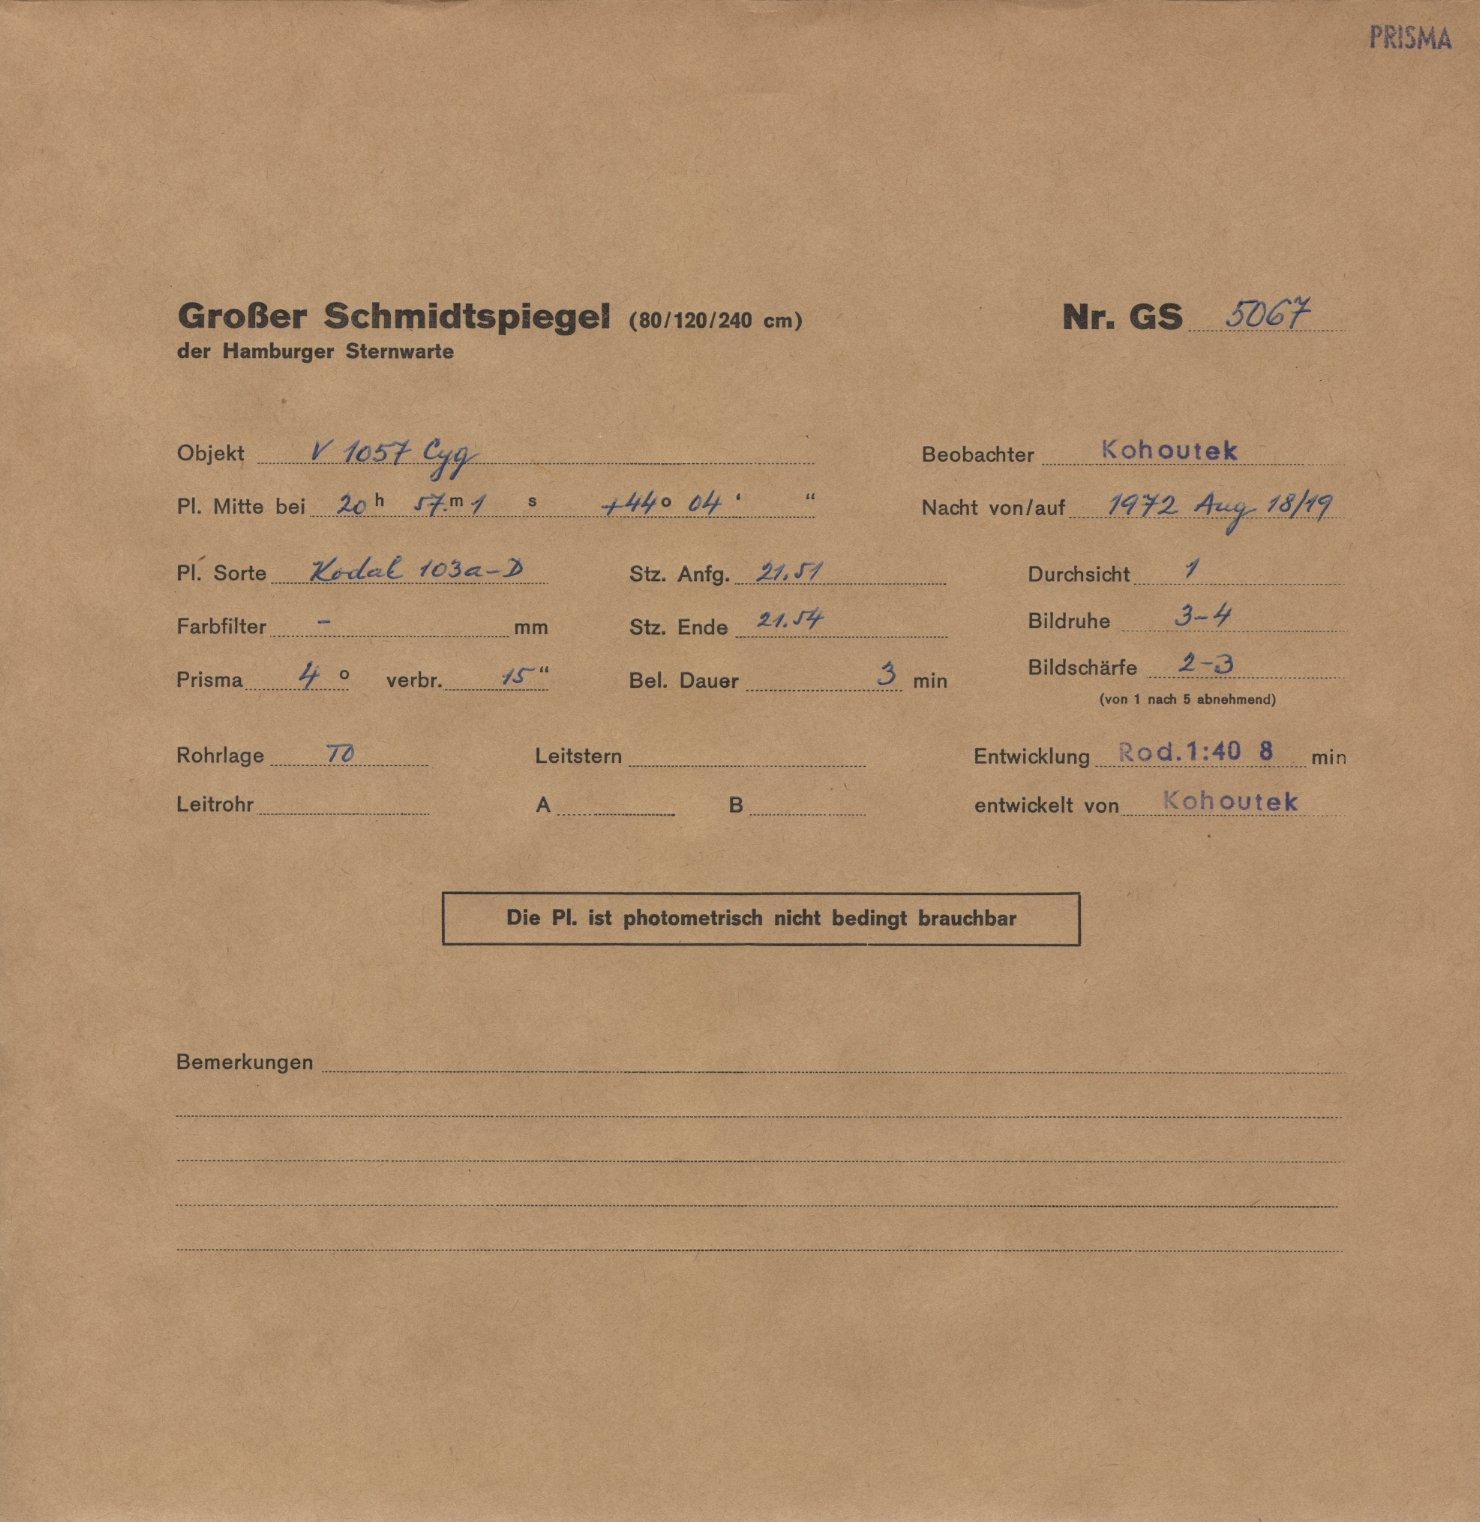 PRISMA
Großer Schmidtspiegel (80/120/240 cm) Nr. GS 5067
der Hamburger Sternwarte
Objekt V 1057 Cyg Beobachter Kohoutek
Pl. Mitte bei 20 h 57. m 1 s +44 o 04 ' “ Nacht von/auf 1972 Aug 18/19
Pl. Sorte Kodak 103a-D Stz. Anfg. 21.51 Durchsicht 1
Farbfilter – mm Stz. Ende 21.54 Bildruhe 3-4
Prisma 4 o verbr. 15 “ Bel. Dauer 3 min Bildschärfe 2-3
(von 1 nach 5 abnehmend)
Rohrlage TO Leitstern Entwicklung Rod.1:40 8 min
Leitrohr A B entwickelt von Kohoutek
Die Pl. ist photometrisch nicht bedingt brauchbar
Bemerkungen